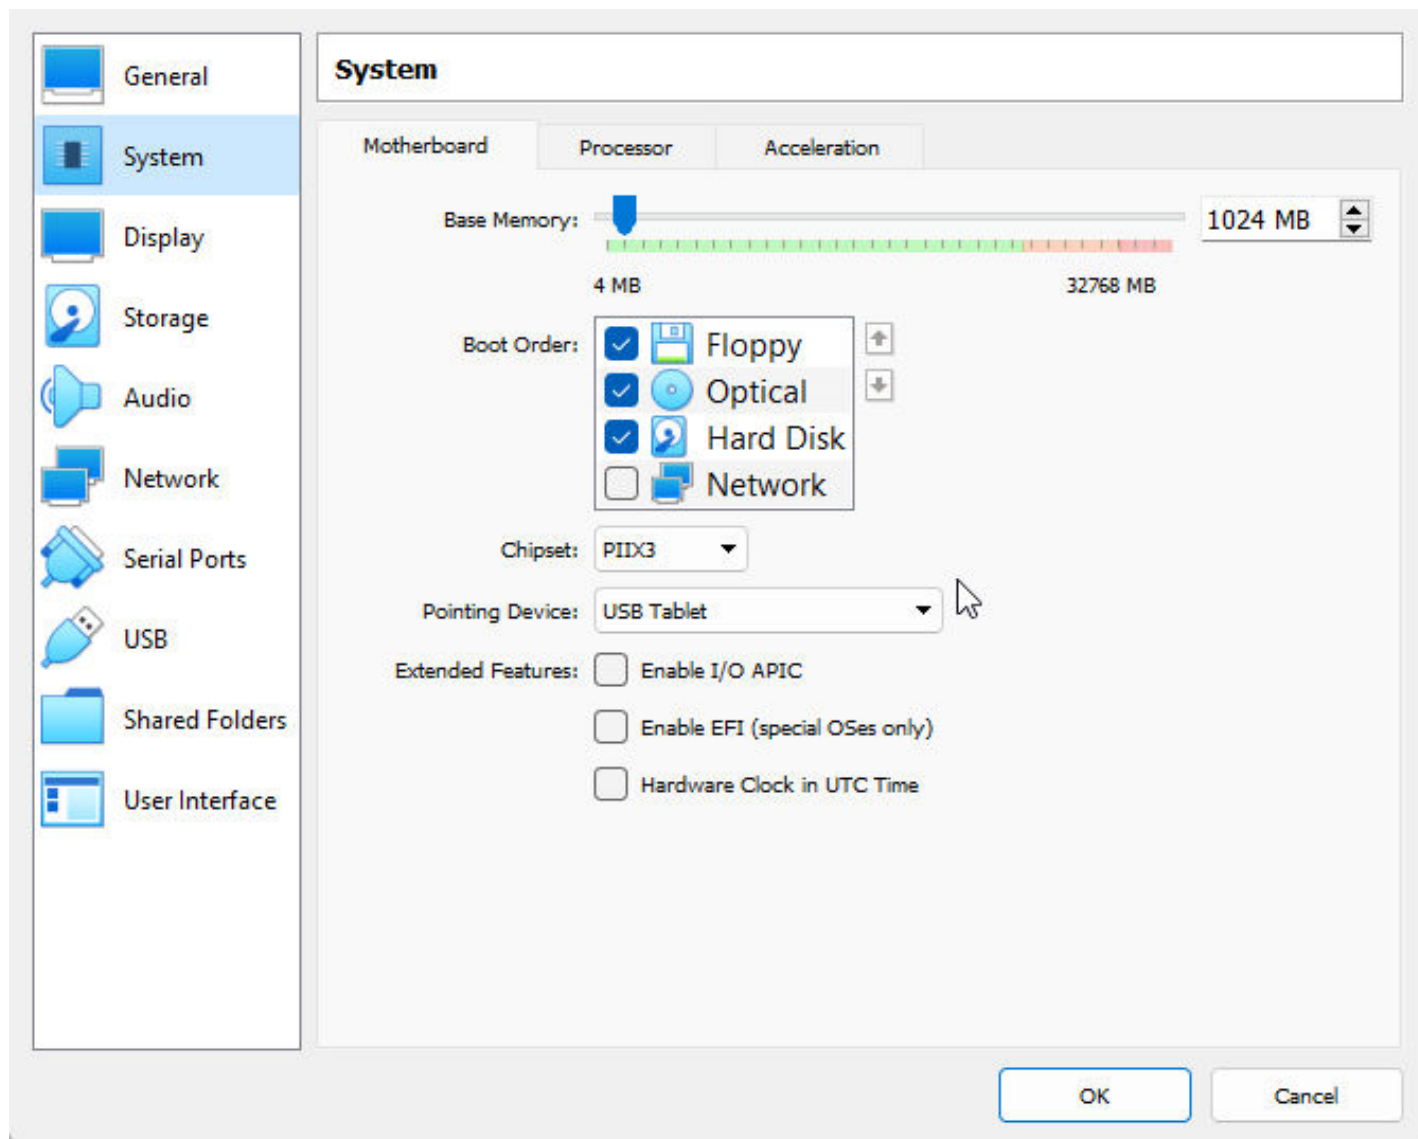 General
System
Display
Storage
Audio
Network
Serial Ports
USB
Shared Folders
User Interface
System
Motherboard Processor Acceleration
Base Memory: 1024 MB
4 MB 32768 MB
Boot Order: Floppy
Optical
Hard Disk
Network
Chipset: PIIX3
Pointing Device: USB Tablet
Extended Features: Enable I/O APIC
Enable EFI (special OSes only)
Hardware Clock in UTC Time
OK Cancel